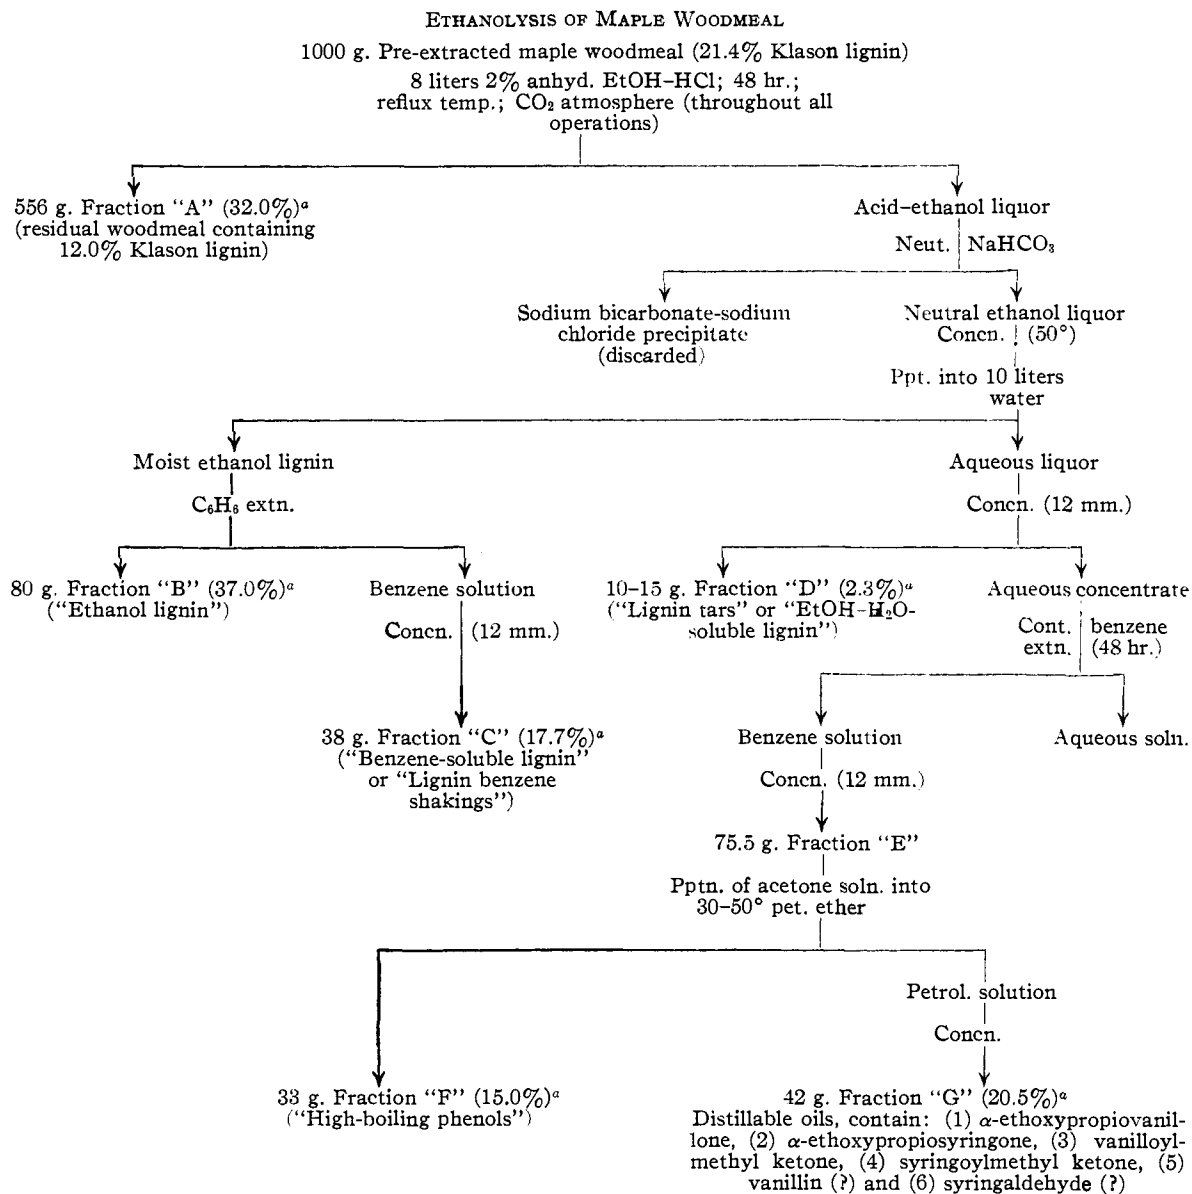 ETHANOLYSIS OF MAPLE WOODMEAL
1000 g. Pre-extracted maple woodmeal (21.4% Klason lignin)
8 liters 2% anhyd. EtOH–HCl; 48 hr.;
reflux temp.; CO₂ atmosphere (throughout all
operations)
556 g. Fraction “A” (32.0%)ᵃ
(residual woodmeal containing
12.0% Klason lignin)
Acid–ethanol liquor
Neut. NaHCO₃
Sodium bicarbonate-sodium
chloride precipitate
(discarded)
Neutral ethanol liquor
Concn. (50°)
Ppt. into 10 liters
water
Moist ethanol lignin
C₆H₆ extn.
Aqueous liquor
Concn. (12 mm.)
80 g. Fraction “B” (37.0%)ᵃ
(“Ethanol lignin”)
Benzene solution
Concn. (12 mm.)
10–15 g. Fraction “D” (2.3%)ᵃ
(“Lignin tars” or “EtOH–H₂O-
soluble lignin”)
Aqueous concentrate
Cont. benzene
extn. (48 hr.)
38 g. Fraction “C” (17.7%)ᵃ
(“Benzene-soluble lignin”
or “Lignin benzene
shakings”)
Benzene solution
Concn. (12 mm.)
Aqueous soln.
75.5 g. Fraction “E”
Pptn. of acetone soln. into
30–50° pet. ether
Petrol. solution
Concn.
33 g. Fraction “F” (15.0%)ᵃ
(“High-boiling phenols”)
42 g. Fraction “G” (20.5%)ᵃ
Distillable oils, contain: (1) α-ethoxypropiovanil-
lone, (2) α-ethoxypropiosyringone, (3) vanilloyl-
methyl ketone, (4) syringoylmethyl ketone, (5)
vanillin (?) and (6) syringaldehyde (?)